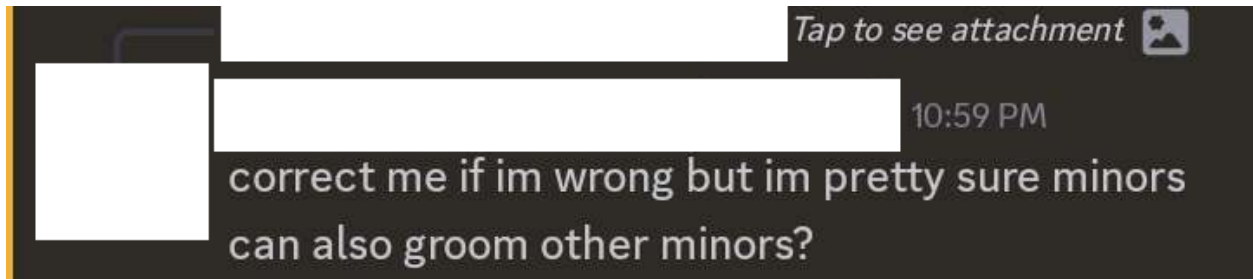 Tap to see attachment
10:59 PM
correct me if im wrong but im pretty sure minors
can also groom other minors?